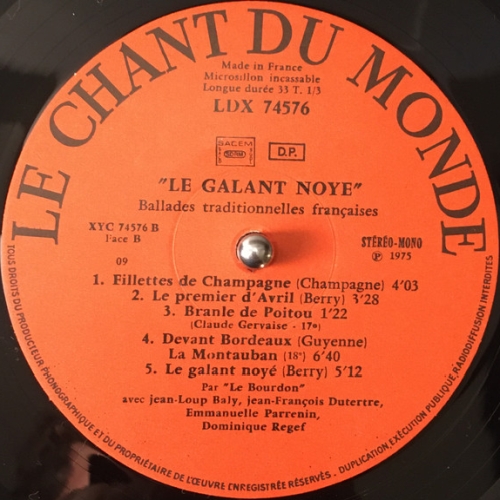 LE CHANT DU MONDE
Made in France
Microsillon incassable
Longue durée 33 T. 1/3
LDX 74576
SACEM
D.P.
"LE GALANT NOYE"
Ballades traditionnelles françaises
XYC 74576 B
Face B
STÉRÉO-MONO
℗ 1975
09
1. Fillettes de Champagne (Champagne) 4'03
2. Le premier d'Avril (Berry) 3'28
3. Branle de Poitou 1'22
(Claude Gervaise - 17e)
4. Devant Bordeaux (Guyenne)
La Montauban (18e) 6'40
5. Le galant noyé (Berry) 5'12
Par "Le Bourdon"
avec jean-Loup Baly, jean-François Dutertre,
Emmanuelle Parrenin,
Dominique Regef
TOUS DROITS DU PRODUCTEUR PHONOGRAPHIQUE ET DU PROPRIÉTAIRE DE L'ŒUVRE ENREGISTRÉE RÉSERVÉS - DUPLICATION, EXÉCUTION PUBLIQUE, RADIODIFFUSION INTERDITES